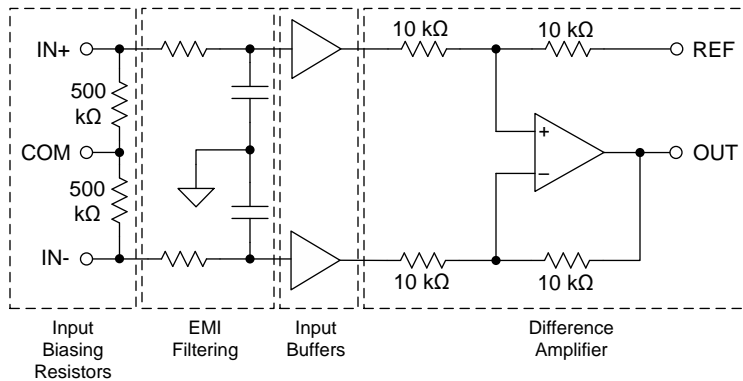 IN+
500
kΩ
COM
500
kΩ
IN-
10 kΩ
10 kΩ
REF
+
−
OUT
10 kΩ
10 kΩ
Input
Biasing
Resistors
EMI
Filtering
Input
Buffers
Difference
Amplifier